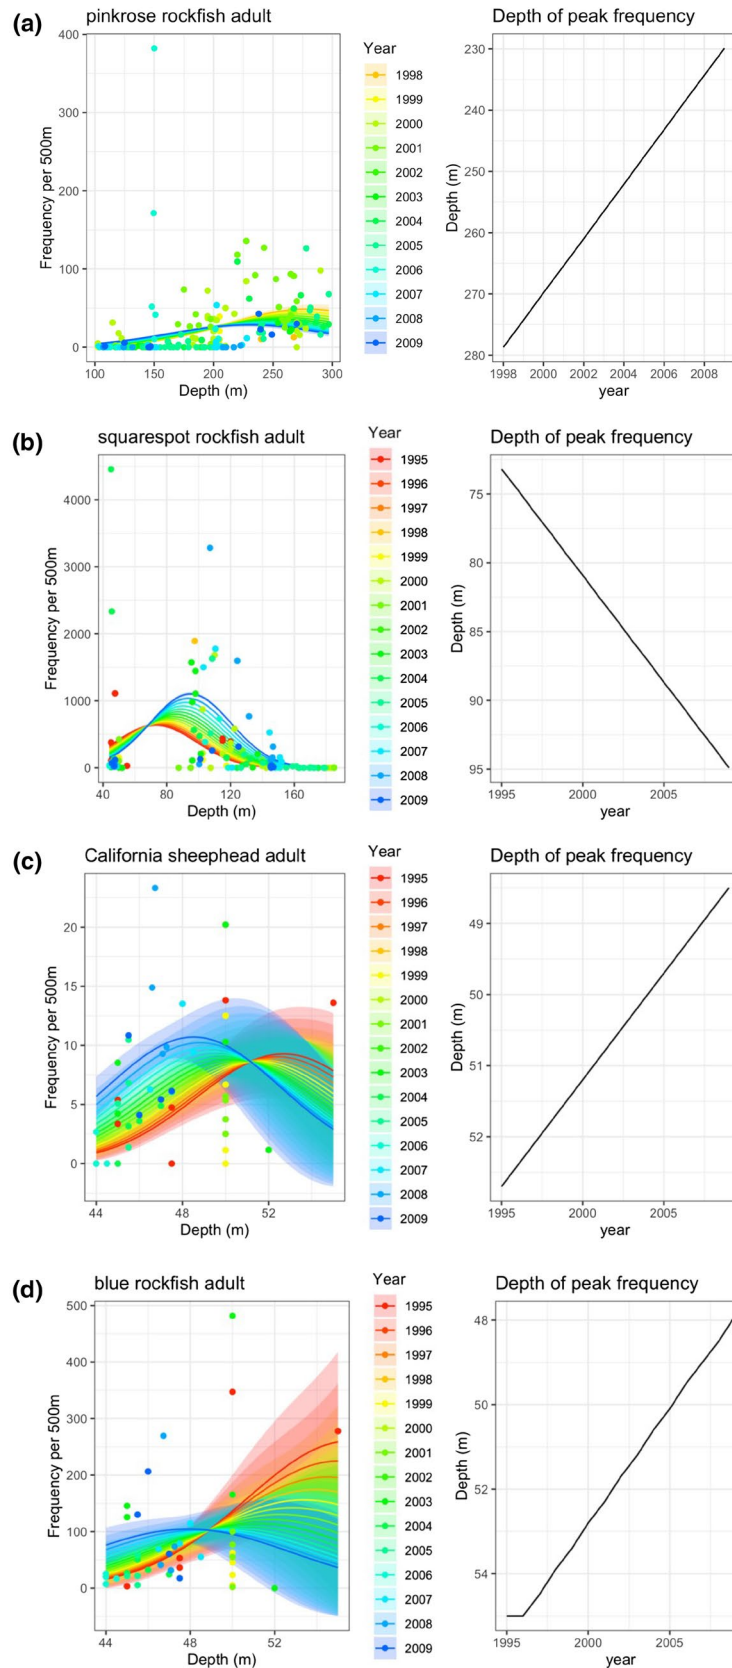 (a)
pinkrose rockfish adult
Frequency per 500m
400
300
200
100
0
100 150 200 250 300
Depth (m)
Year
1998
1999
2000
2001
2002
2003
2004
2005
2006
2007
2008
2009
Depth of peak frequency
Depth (m)
230
240
250
260
270
280
1998 2000 2002 2004 2006 2008
year
(b)
squarespot rockfish adult
Frequency per 500m
4000
3000
2000
1000
0
40 80 120 160
Depth (m)
Year
1995
1996
1997
1998
1999
2000
2001
2002
2003
2004
2005
2006
2007
2008
2009
Depth of peak frequency
Depth (m)
75
80
85
90
95
1995 2000 2005
year
(c)
California sheephead adult
Frequency per 500m
20
15
10
5
0
44 48 52
Depth (m)
Year
1995
1996
1997
1998
1999
2000
2001
2002
2003
2004
2005
2006
2007
2008
2009
Depth of peak frequency
Depth (m)
49
50
51
52
1995 2000 2005
year
(d)
blue rockfish adult
Frequency per 500m
500
400
300
200
100
0
44 48 52
Depth (m)
Year
1995
1996
1997
1998
1999
2000
2001
2002
2003
2004
2005
2006
2007
2008
2009
Depth of peak frequency
Depth (m)
48
50
52
54
1995 2000 2005
year